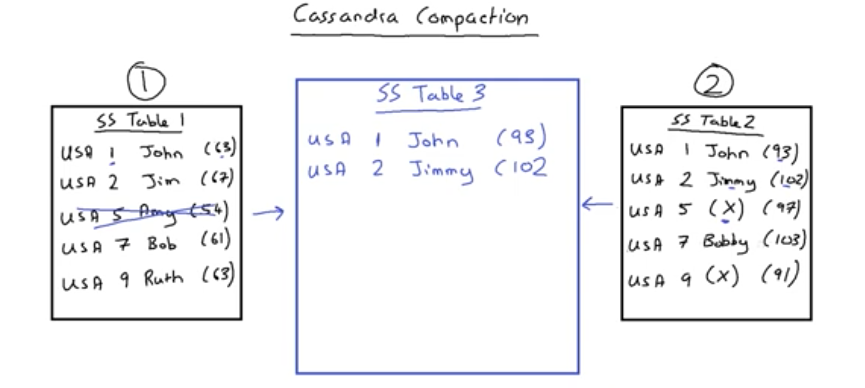 Cassandra Compaction
1
SS Table 1
USA 1 John (63)
USA 2 Jim (67)
USA 5 Amy (54)
USA 7 Bob (61)
USA 9 Ruth (63)
SS Table 3
USA 1 John (93)
USA 2 Jimmy (102
2
SS Table 2
USA 1 John (93)
USA 2 Jimmy (102)
USA 5 (X) (97)
USA 7 Bobby (103)
USA 9 (X) (91)